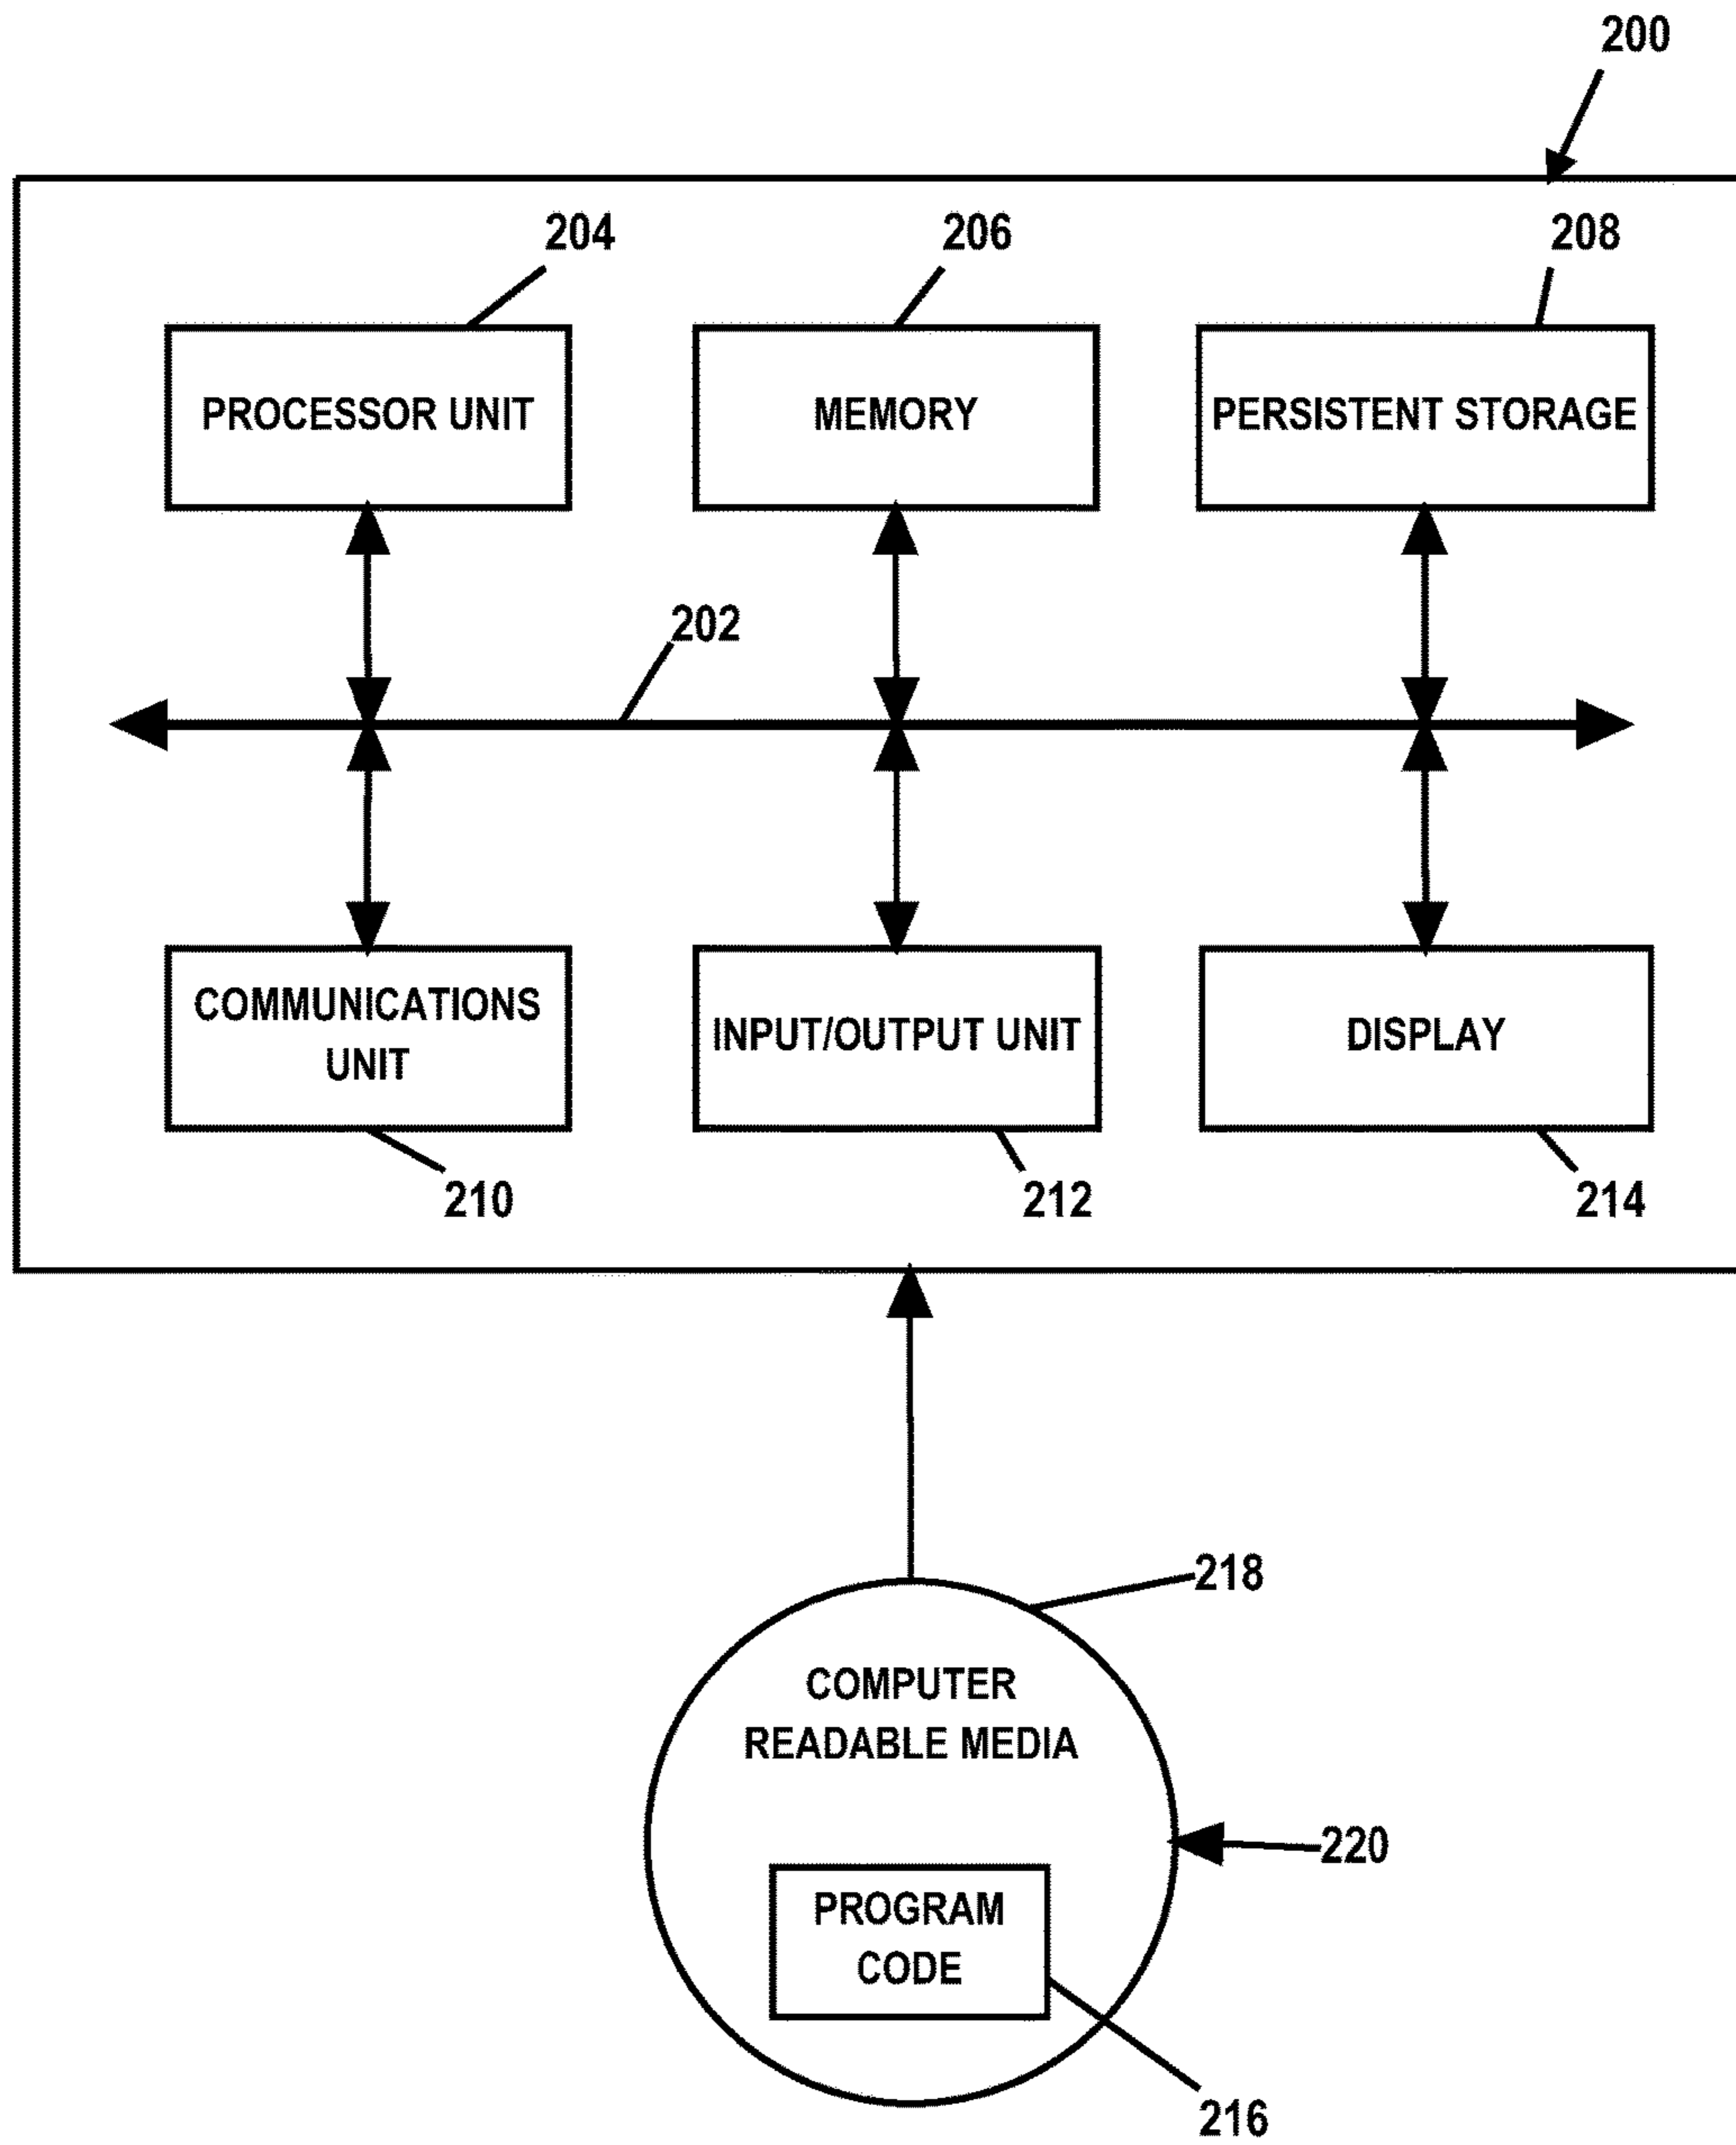 200
204
206
208
PROCESSOR UNIT
MEMORY
PERSISTENT STORAGE
202
COMMUNICATIONS
UNIT
INPUT/OUTPUT UNIT
DISPLAY
210
212
214
218
COMPUTER
READABLE MEDIA
220
PROGRAM
CODE
216